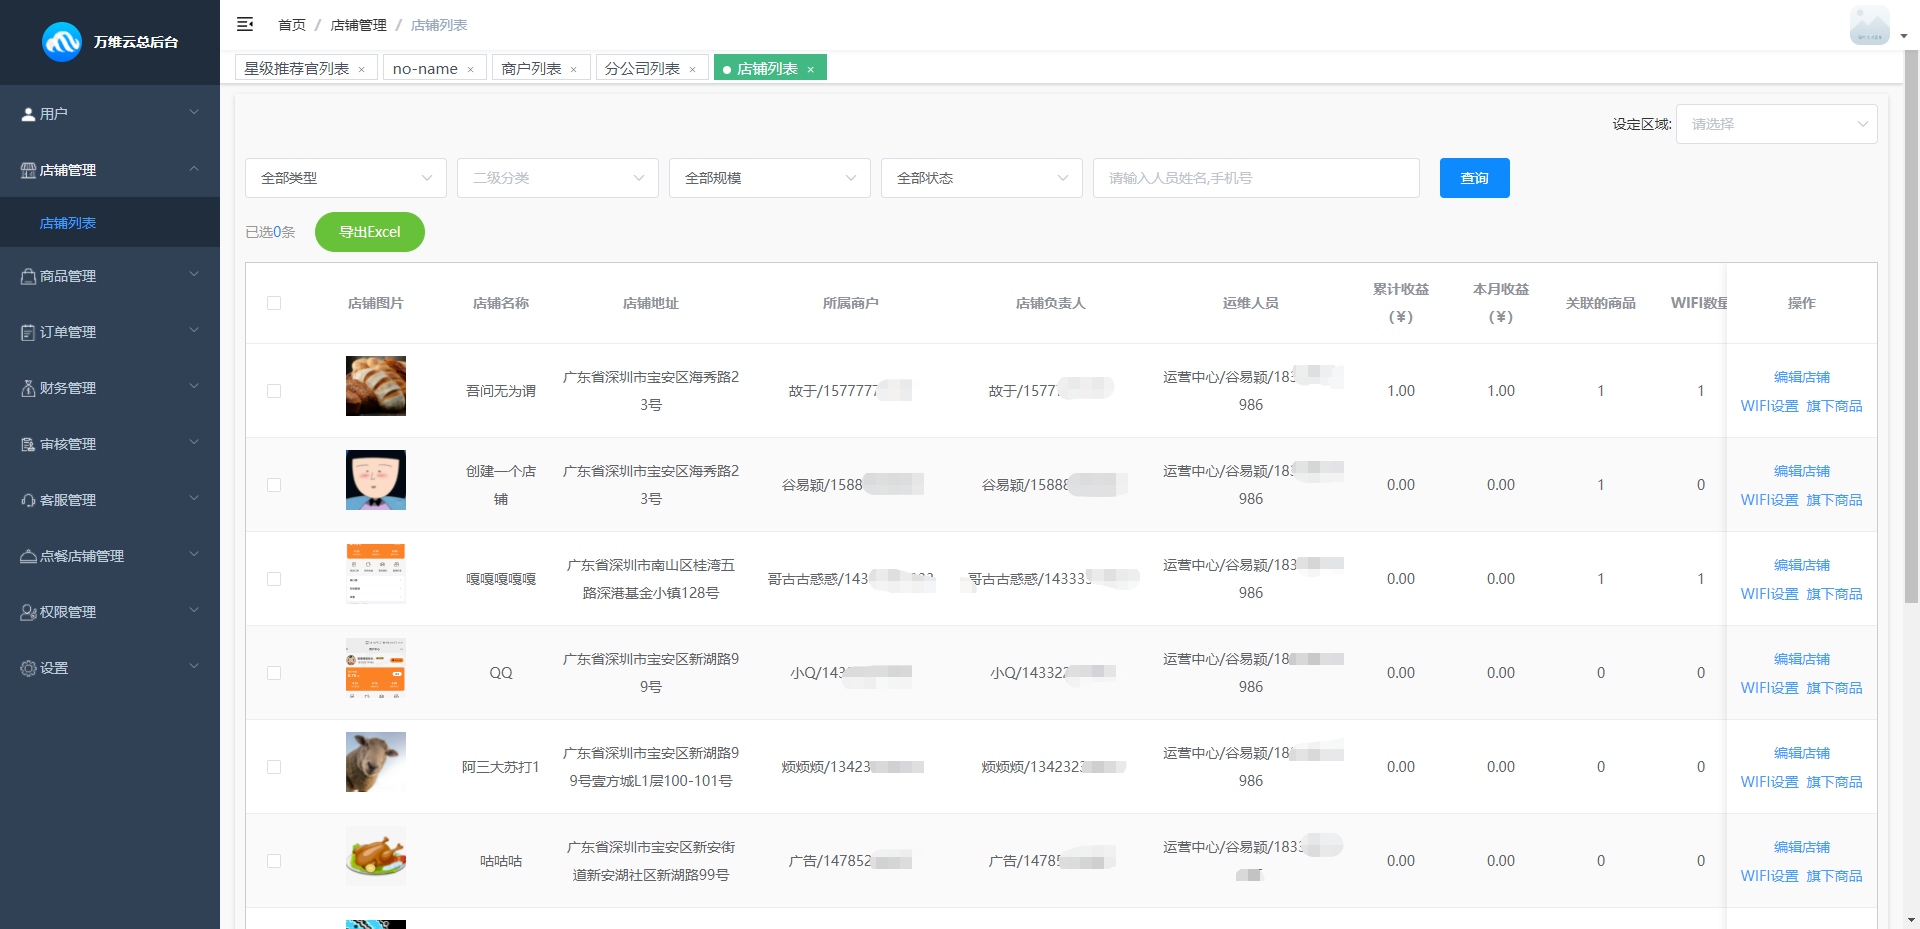 万维云总后台
首页 / 店铺管理 / 店铺列表
星级推荐官列表 ×
no-name ×
商户列表 ×
分公司列表 ×
店铺列表 ×
用户
店铺管理
店铺列表
商品管理
订单管理
财务管理
审核管理
客服管理
点餐店铺管理
权限管理
设置
设定区域: 请选择
全部类型
二级分类
全部规模
全部状态
请输入人员姓名,手机号
查询
已选0条
导出Excel
店铺图片
店铺名称
店铺地址
所属商户
店铺负责人
运维人员
累计收益
(¥)
本月收益
(¥)
关联的商品
WIFI数量
操作
吾问无为谓
广东省深圳市宝安区海秀路2
3号
故于/1577777
故于/1577
运营中心/谷易颖/183
986
1.00
1.00
1
1
编辑店铺
WIFI设置 旗下商品
创建一个店
铺
广东省深圳市宝安区海秀路2
3号
谷易颖/1588
谷易颖/15888
运营中心/谷易颖/183
986
0.00
0.00
1
0
编辑店铺
WIFI设置 旗下商品
嘎嘎嘎嘎嘎
广东省深圳市南山区桂湾五
路深港基金小镇128号
哥古古惑惑/143
哥古古惑惑/14333
运营中心/谷易颖/183
986
0.00
0.00
1
1
编辑店铺
WIFI设置 旗下商品
QQ
广东省深圳市宝安区新湖路9
9号
小Q/143
小Q/14332
运营中心/谷易颖/18
986
0.00
0.00
0
0
编辑店铺
WIFI设置 旗下商品
阿三大苏打1
广东省深圳市宝安区新湖路9
9号壹方城L1层100-101号
烦烦烦/13423
烦烦烦/1342323
运营中心/谷易颖/18
986
0.00
0.00
0
0
编辑店铺
WIFI设置 旗下商品
咕咕咕
广东省深圳市宝安区新安街
道新安湖社区新湖路99号
广告/147852
广告/1478
运营中心/谷易颖/183
0.00
0.00
0
0
编辑店铺
WIFI设置 旗下商品